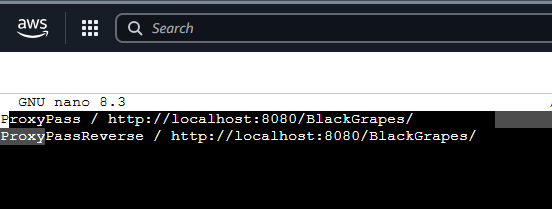 aws
Search
GNU nano 8.3
ProxyPass / http://localhost:8080/BlackGrapes/
ProxyPassReverse / http://localhost:8080/BlackGrapes/